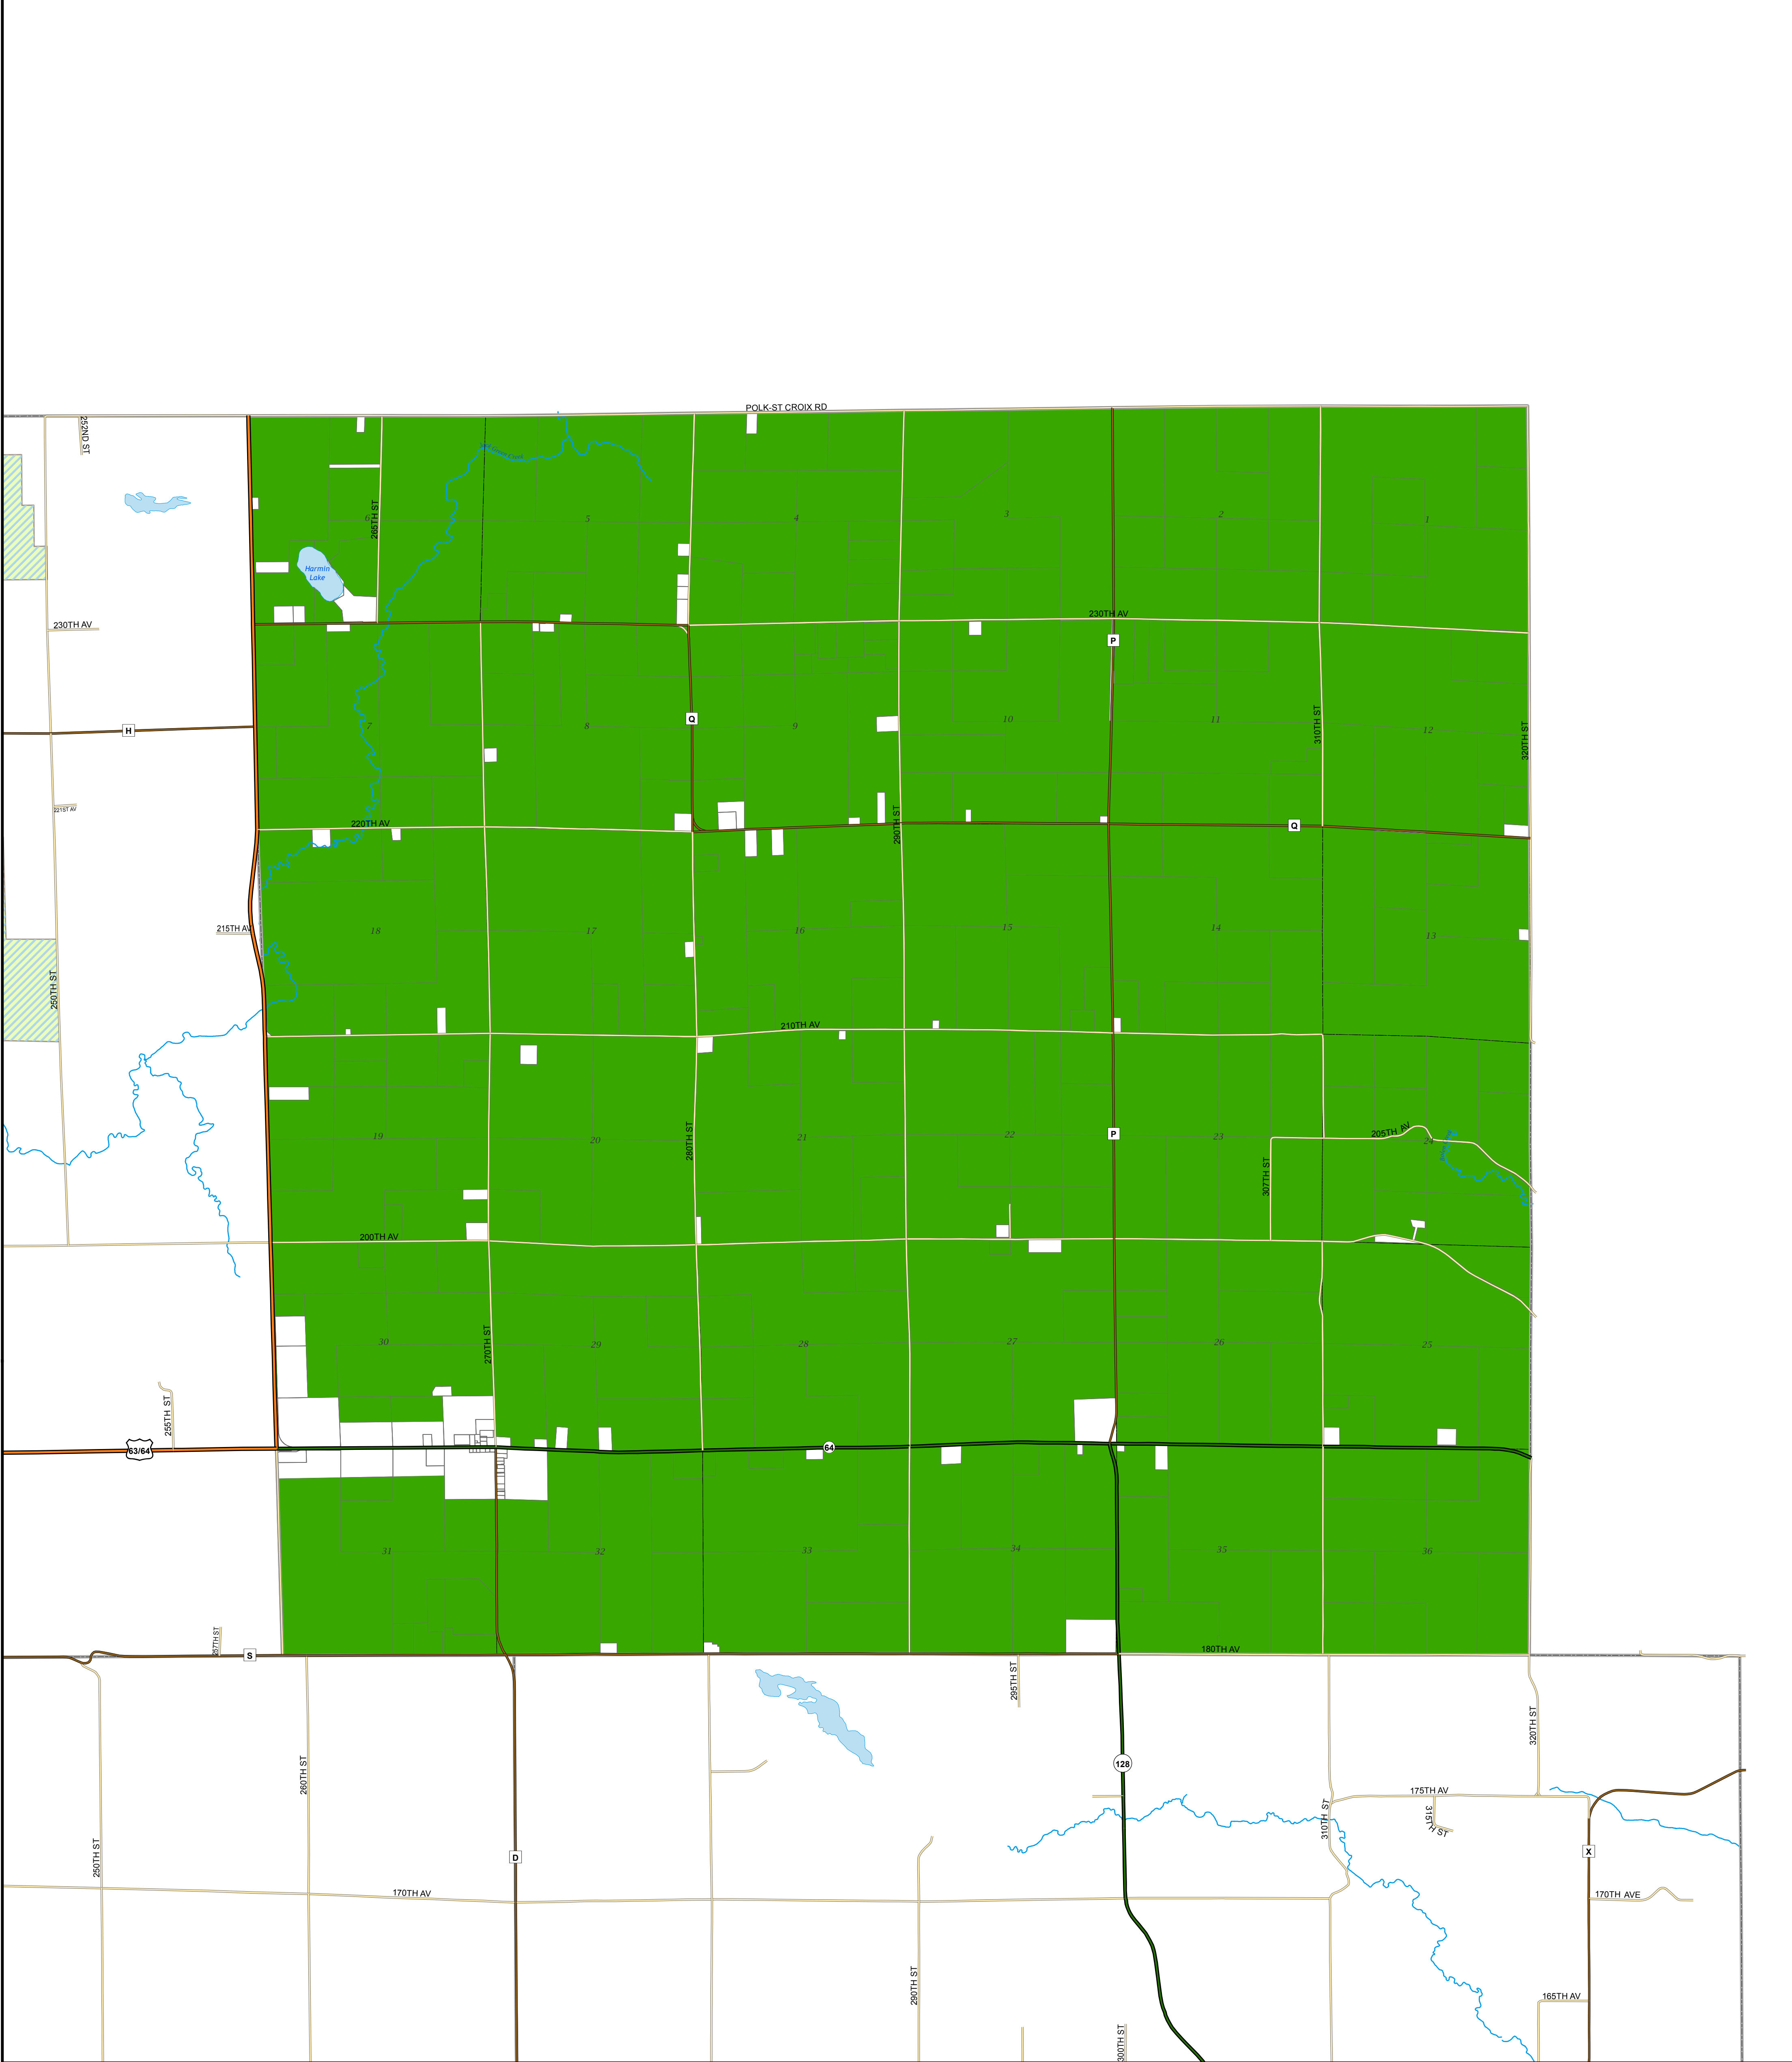 POLK-ST CROIX RD
252ND ST
265TH ST
6
5
4
3
2
1
Harmin
Lake
230TH AV
230TH AV
P
H
7
8
Q
9
10
11
310TH ST
12
320TH ST
221ST AV
220TH AV
290TH ST
Q
215TH AV
18
17
16
15
14
13
250TH ST
210TH AV
19
20
280TH ST
21
22
P
23
307TH ST
205TH AV
24
200TH AV
30
270TH ST
29
28
27
26
25
255TH ST
63/64
64
31
32
33
34
35
36
257TH ST
S
180TH AV
295TH ST
320TH ST
260TH ST
128
175TH AV
310TH ST
315TH ST
250TH ST
D
X
170TH AV
170TH AVE
290TH ST
165TH AV
300TH ST